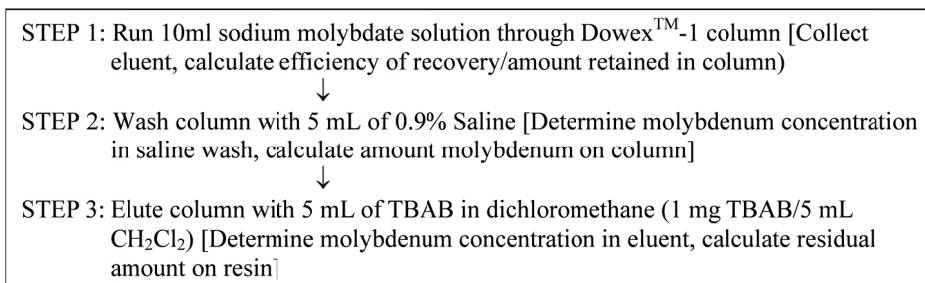 STEP 1: Run 10ml sodium molybdate solution through Dowex™-1 column [Collect
eluent, calculate efficiency of recovery/amount retained in column)
↓
STEP 2: Wash column with 5 mL of 0.9% Saline [Determine molybdenum concentration
in saline wash, calculate amount molybdenum on column]
↓
STEP 3: Elute column with 5 mL of TBAB in dichloromethane (1 mg TBAB/5 mL
CH₂Cl₂) [Determine molybdenum concentration in eluent, calculate residual
amount on resin]